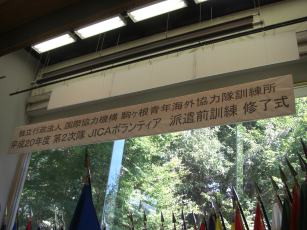 独立行政法人 国際協力機構 駒ヶ根青年海外協力隊訓練所
平成20年度 第2次隊 JICAボランティア 派遣前訓練 修了式